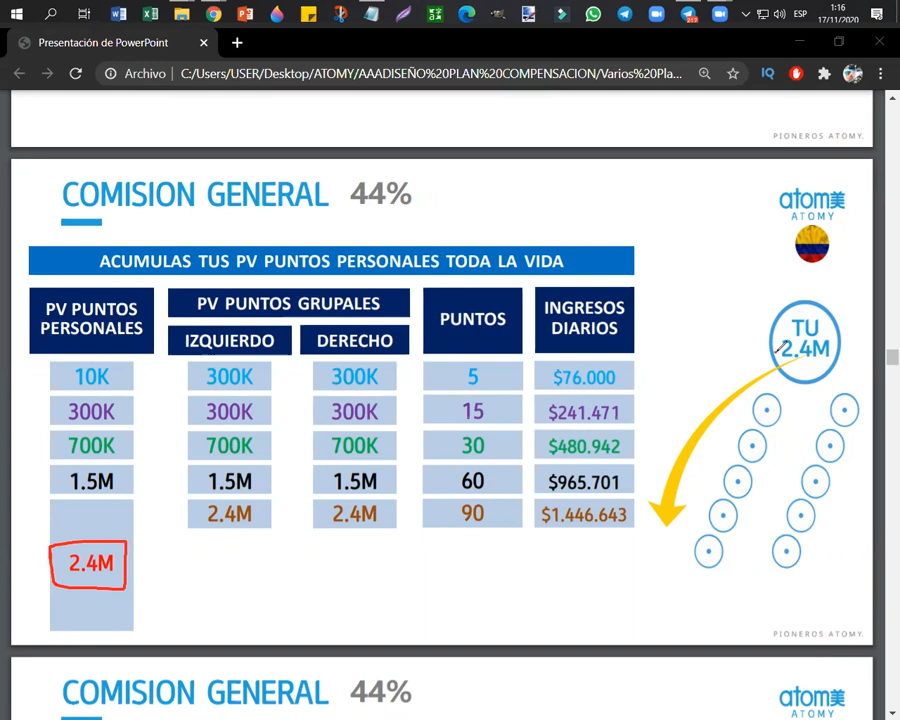 ESP
1:16
17/11/2020
Presentación de PowerPoint
Archivo
C:/Users/USER/Desktop/ATOMY/AAADISEÑO%20PLAN%20COMPENSACION/Varios%20Pla...
IQ
PIONEROS ATOMY.
COMISION GENERAL 44%
atom美
ATOMY
ACUMULAS TUS PV PUNTOS PERSONALES TODA LA VIDA
PV PUNTOS PERSONALES
PV PUNTOS GRUPALES
IZQUIERDO
DERECHO
PUNTOS
INGRESOS DIARIOS
10K 300K 300K 5 $76.000
300K 300K 300K 15 $241.471
700K 700K 700K 30 $480.942
1.5M 1.5M 1.5M 60 $965.701
2.4M 2.4M 90 $1.446.643
2.4M
TU
2.4M
PIONEROS ATOMY.
COMISION GENERAL 44%
atom美
ATOMY